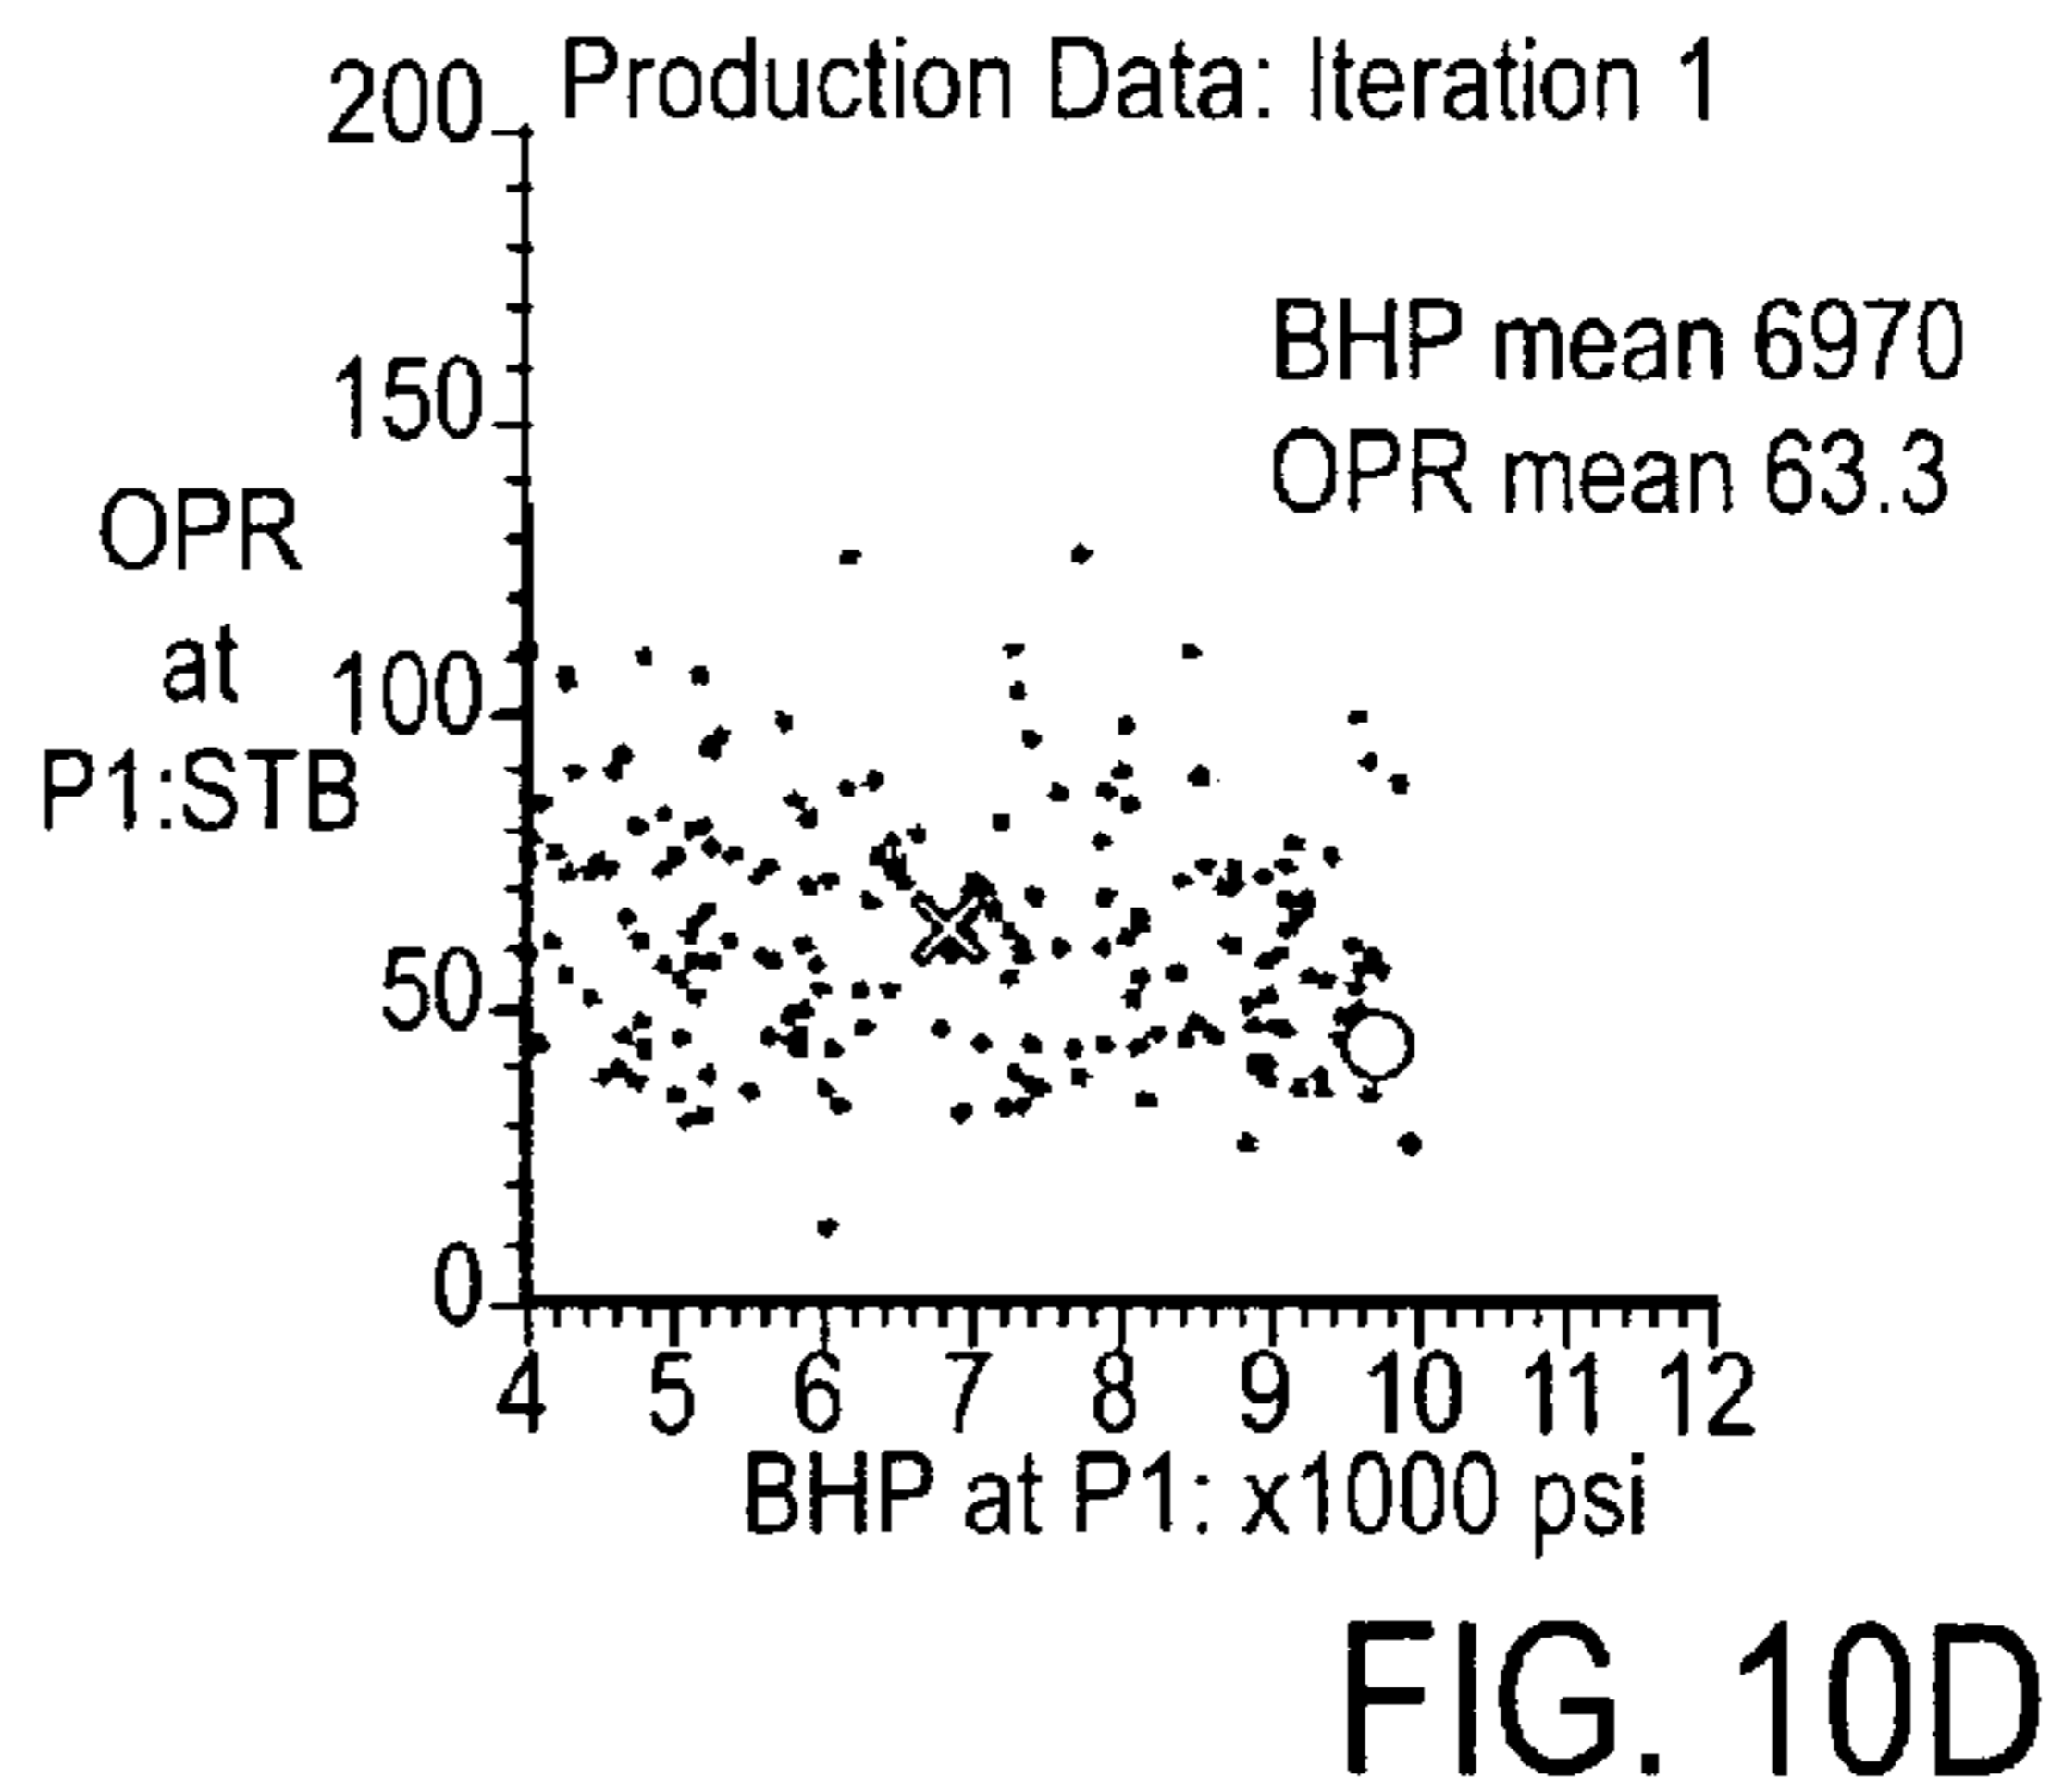 Production Data: Iteration 1
200
150
100
50
0
OPR
at
P1:STB
BHP mean 6970
OPR mean 63.3
4 5 6 7 8 9 10 11 12
BHP at P1: x1000 psi
FIG. 10D